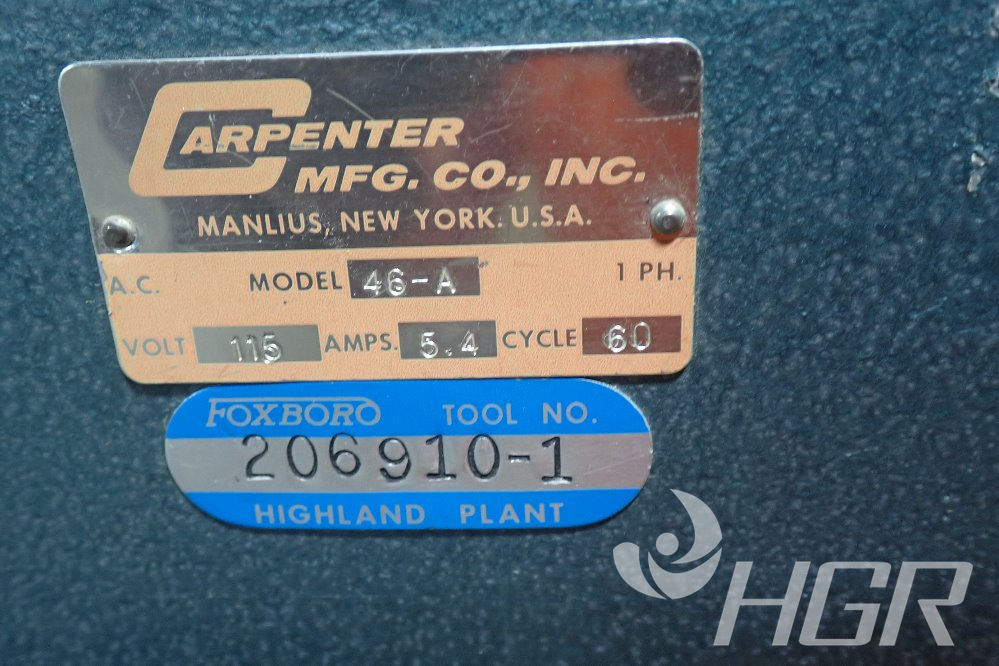 CARPENTER
MFG. CO., INC.
MANLIUS, NEW YORK. U.S.A.
A.C. MODEL 46-A 1 PH.
VOLT 115 AMPS. 5.4 CYCLE 60
FOXBORO TOOL NO.
206910-1
HIGHLAND PLANT
HGR